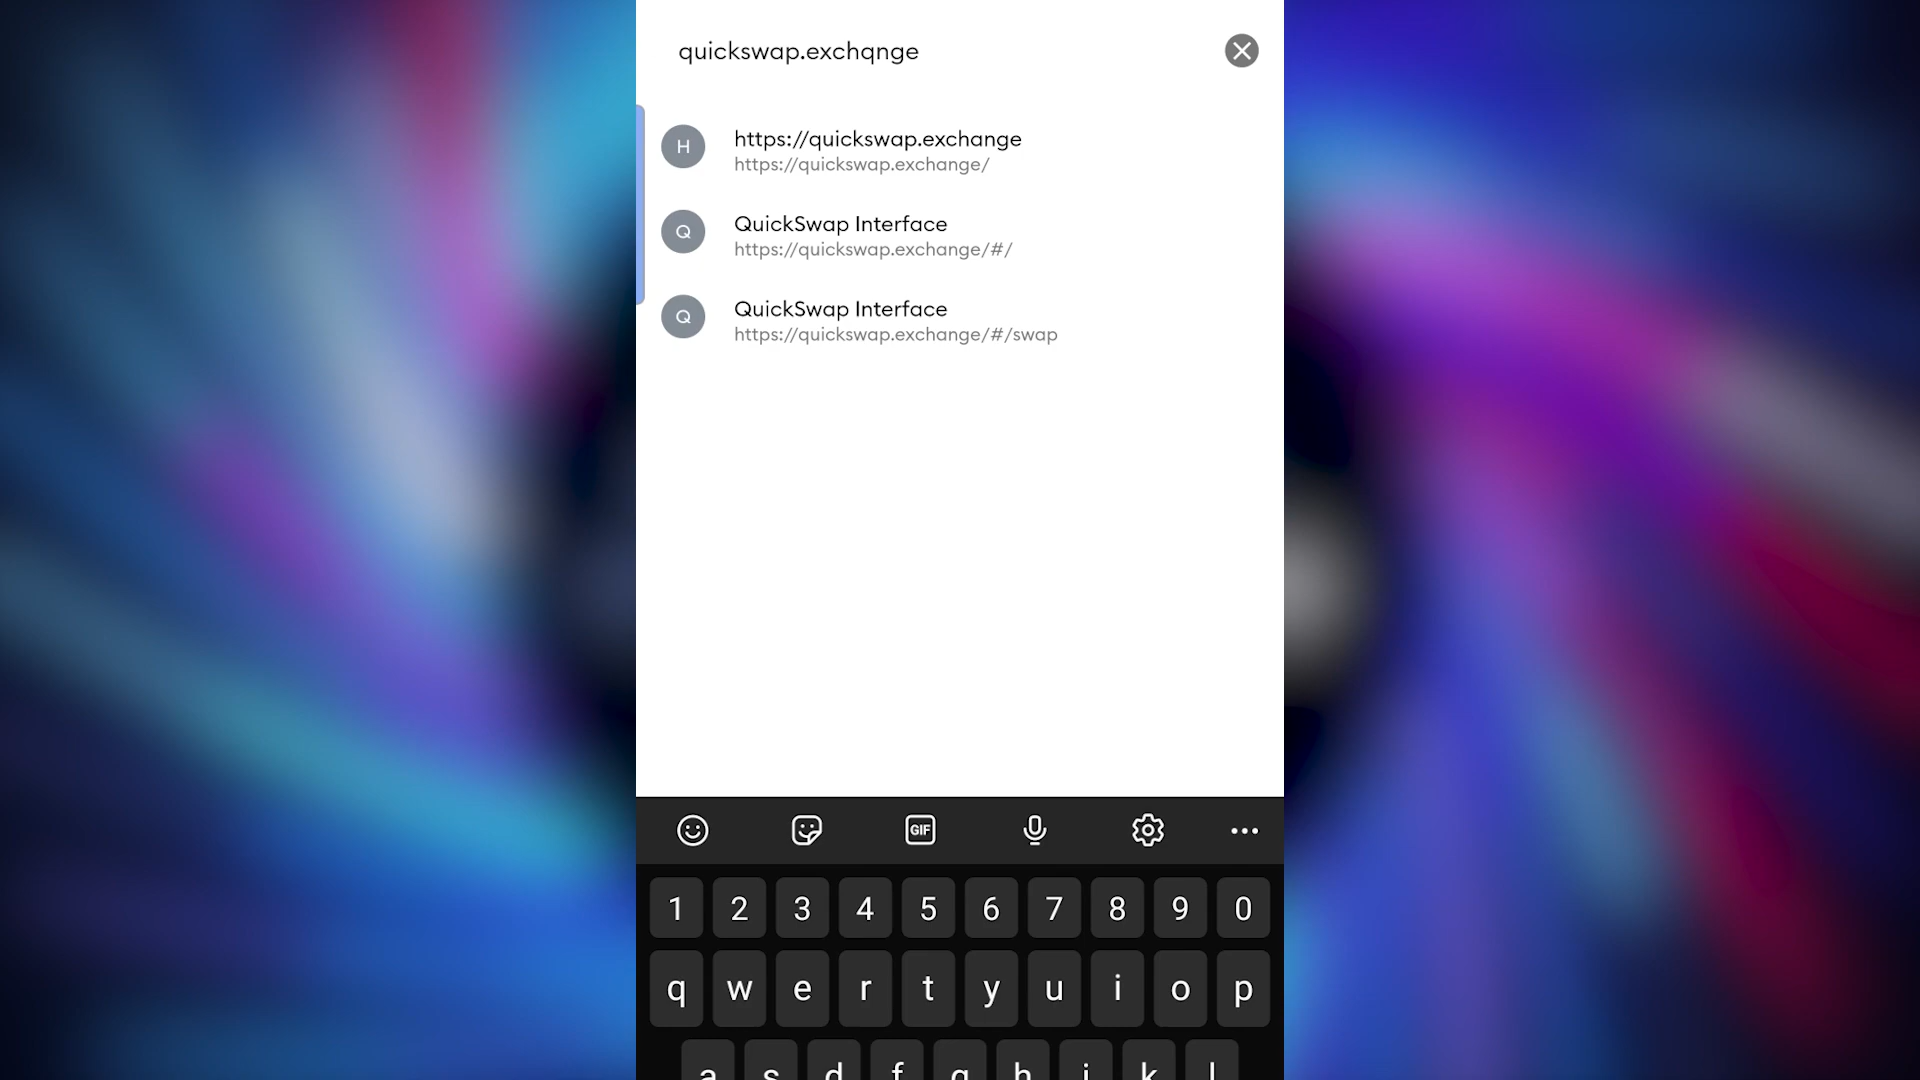 quickswap.exchqnge
H
https://quickswap.exchange
https://quickswap.exchange/
Q
QuickSwap Interface
https://quickswap.exchange/#/
Q
QuickSwap Interface
https://quickswap.exchange/#/swap
GIF
1 2 3 4 5 6 7 8 9 0
q w e r t y u i o p
a s d f g h j k l